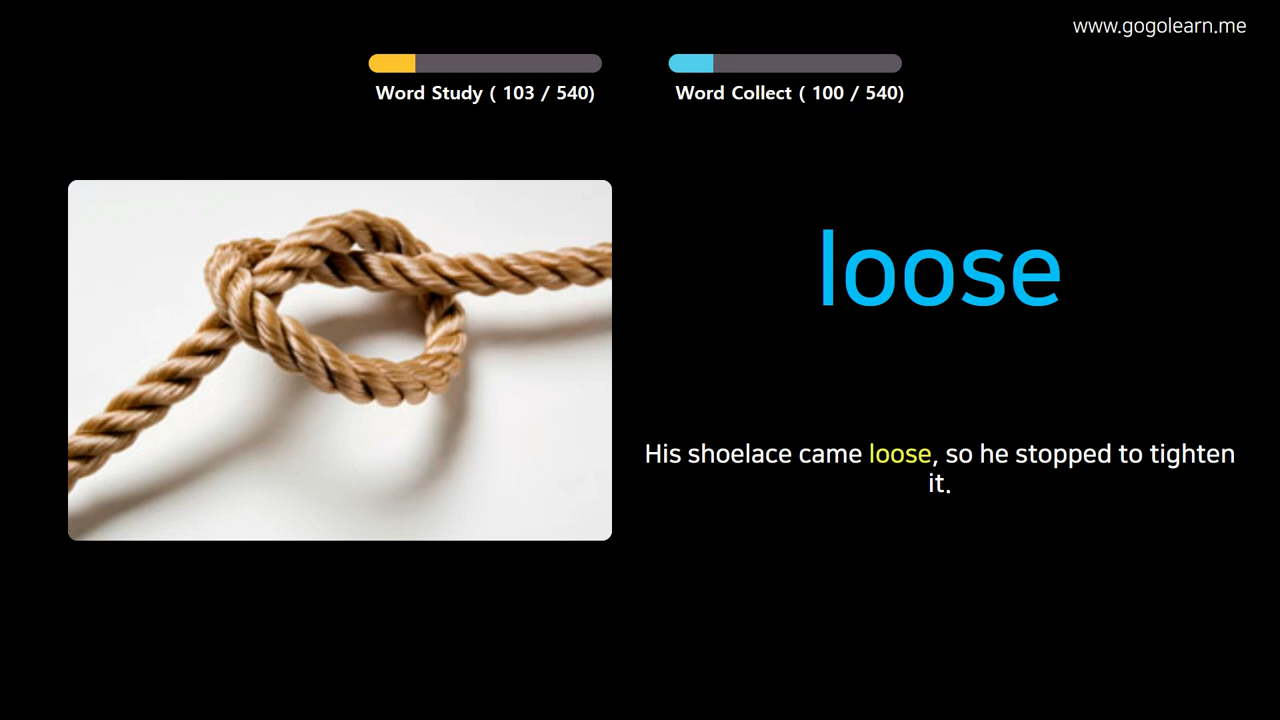 www.gogolearn.me
Word Study ( 103 / 540)
Word Collect ( 100 / 540)
loose
His shoelace came loose, so he stopped to tighten
it.